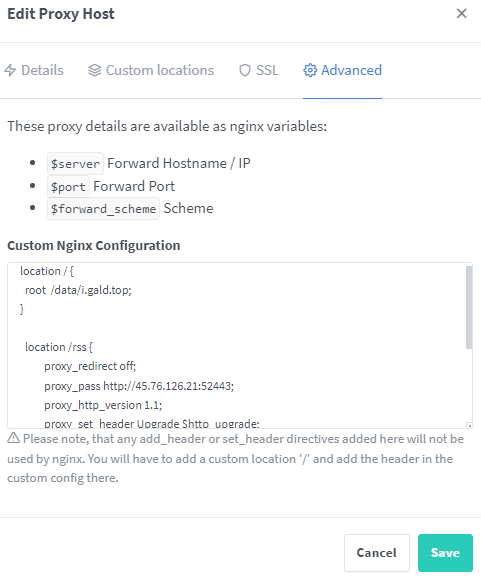 Edit Proxy Host
Details Custom locations SSL Advanced
These proxy details are available as nginx variables:
$server Forward Hostname / IP
$port Forward Port
$forward_scheme Scheme
Custom Nginx Configuration
location / {
root /data/i.gald.top;
}
location /rss {
proxy_redirect off;
proxy_pass http://45.76.126.21:52443;
proxy_http_version 1.1;
proxy_set_header Upgrade $http_upgrade;
Please note, that any add_header or set_header directives added here will not be
used by nginx. You will have to add a custom location '/' and add the header in the
custom config there.
Cancel Save